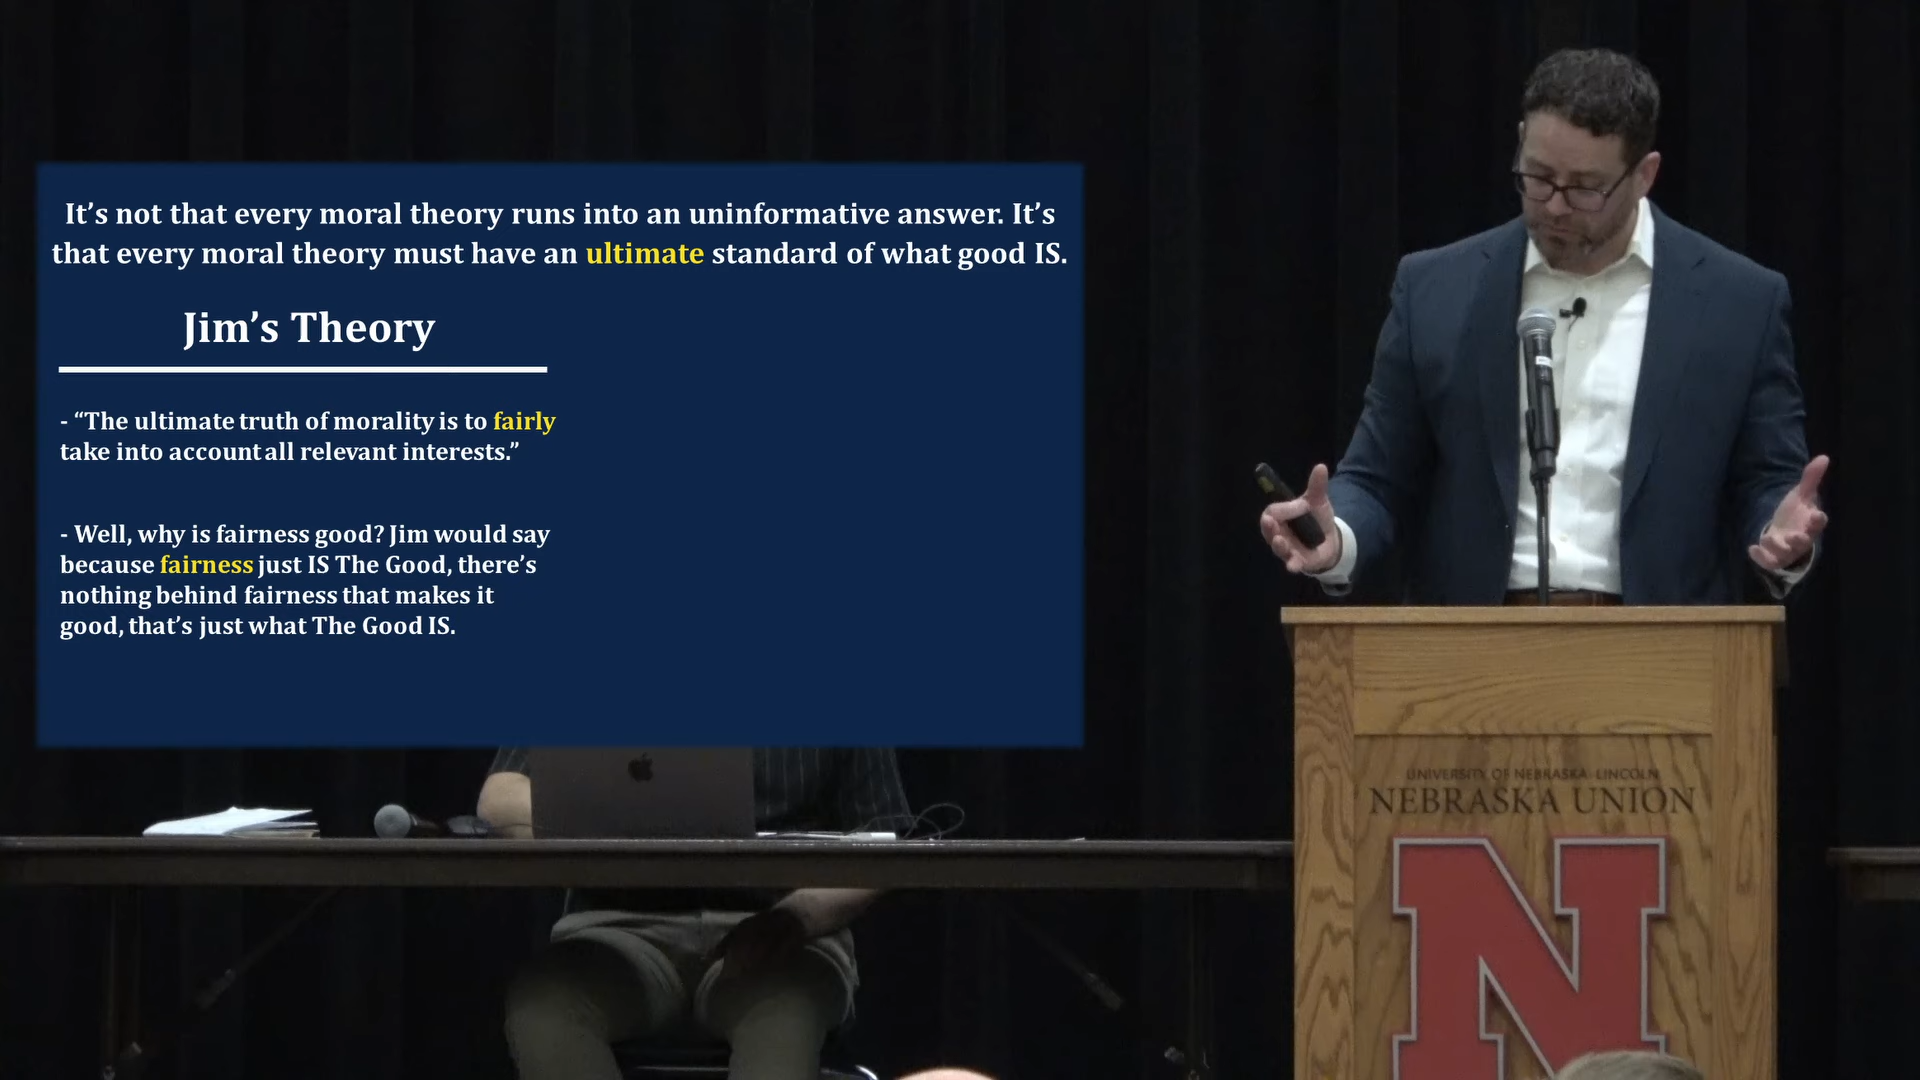 It’s not that every moral theory runs into an uninformative answer. It’s
that every moral theory must have an ultimate standard of what good IS.
Jim’s Theory
- “The ultimate truth of morality is to fairly
take into account all relevant interests.”
- Well, why is fairness good? Jim would say
because fairness just IS The Good, there’s
nothing behind fairness that makes it
good, that’s just what The Good IS.
UNIVERSITY OF NEBRASKA-LINCOLN
NEBRASKA UNION
N